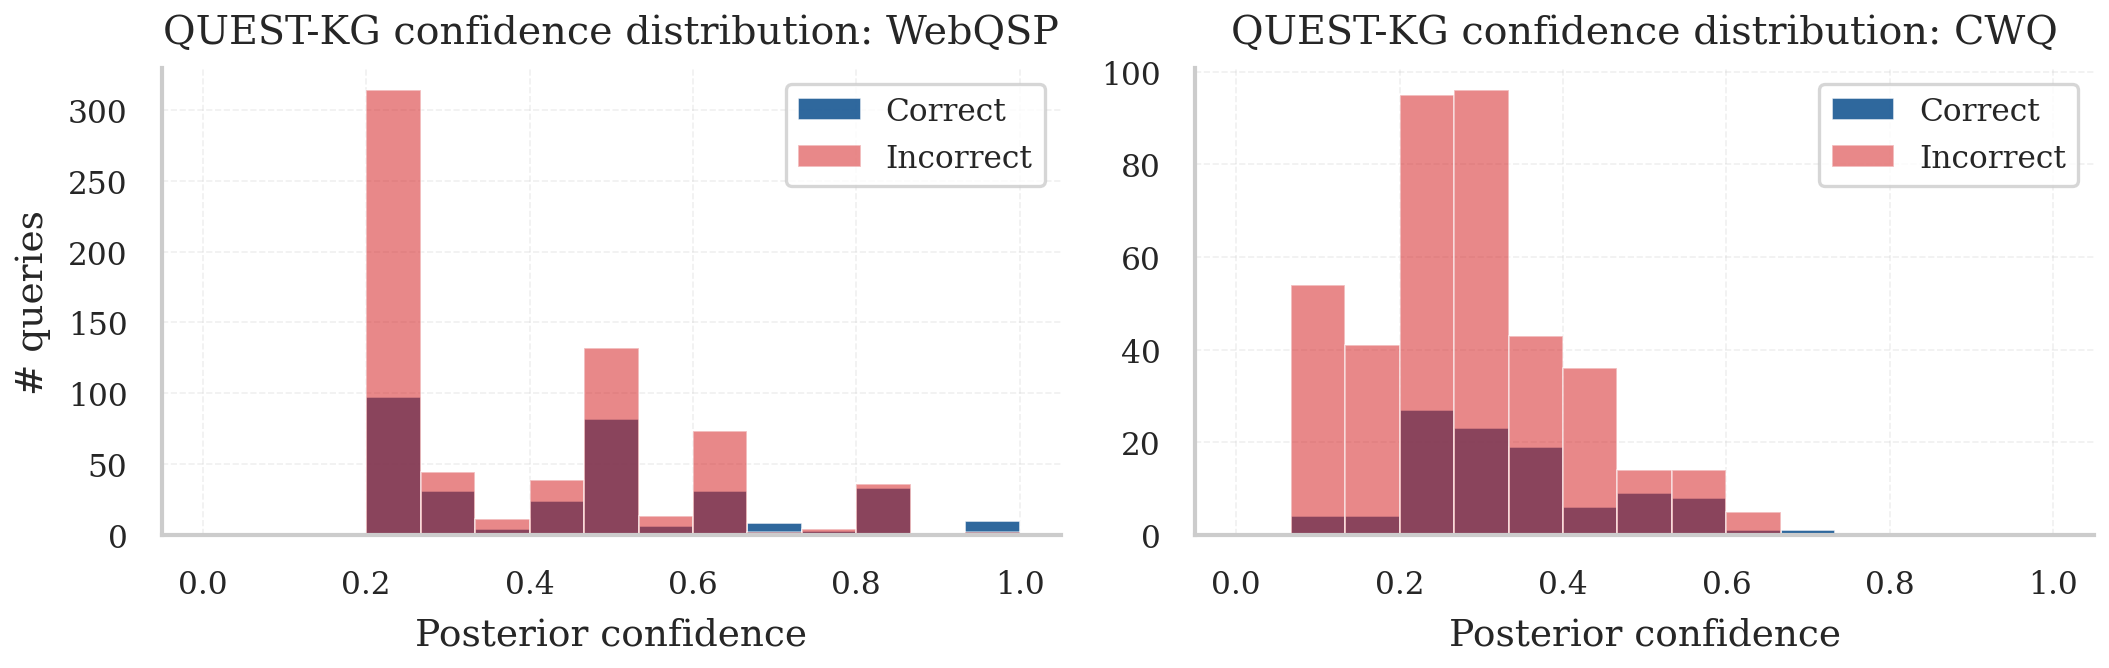 QUEST-KG confidence distribution: WebQSP
# queries
300
250
200
150
100
50
0
0.0 0.2 0.4 0.6 0.8 1.0
Posterior confidence
Correct
Incorrect
QUEST-KG confidence distribution: CWQ
100
80
60
40
20
0
0.0 0.2 0.4 0.6 0.8 1.0
Posterior confidence
Correct
Incorrect